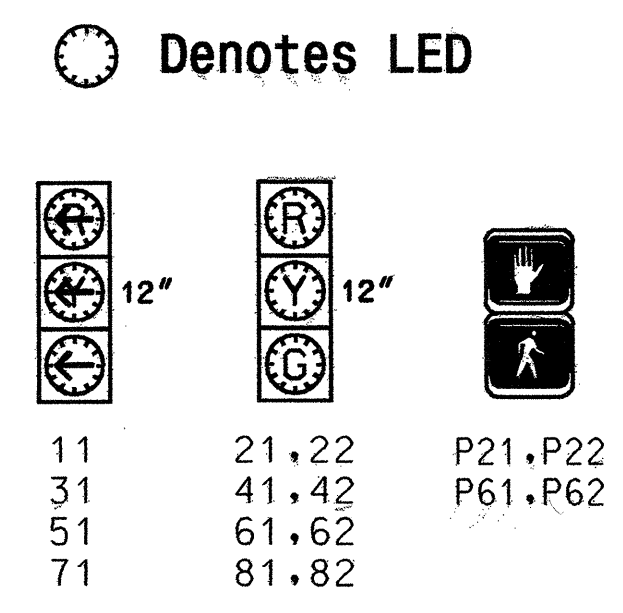 Denotes LED
R R
Y 12" Y 12"
G
11 21,22 P21,P22
31 41,42 P61,P62
51 61,62
71 81,82